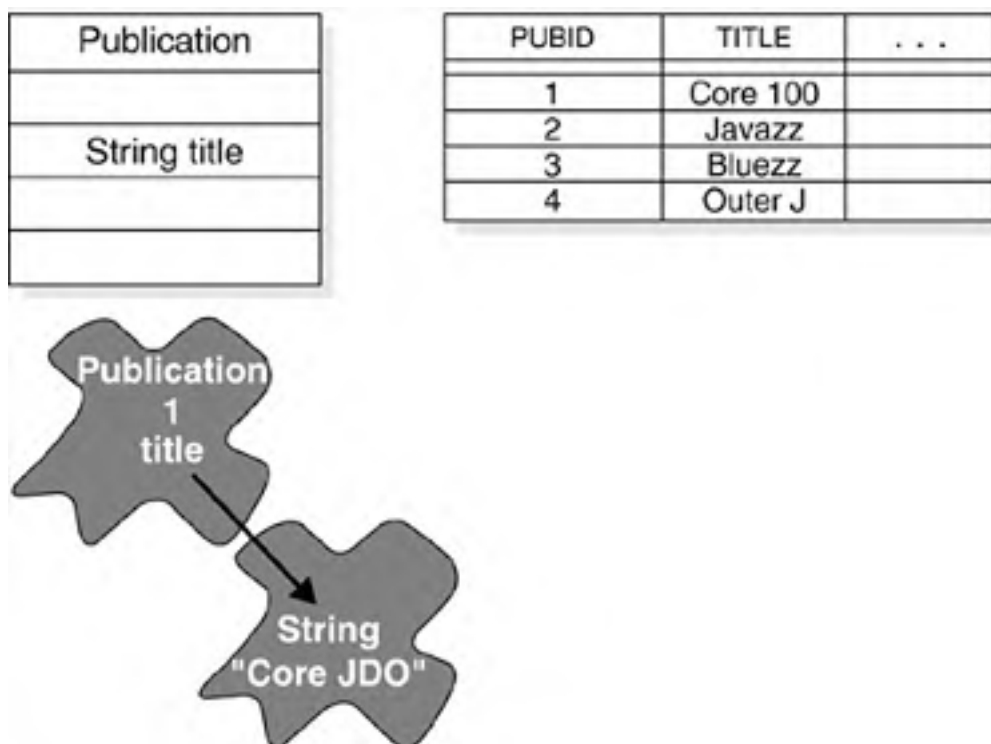 Publication
String title
PUBID TITLE . . .
1 Core 100
2 Javazz
3 Bluezz
4 Outer J
Publication
1
title
String
"Core JDO"